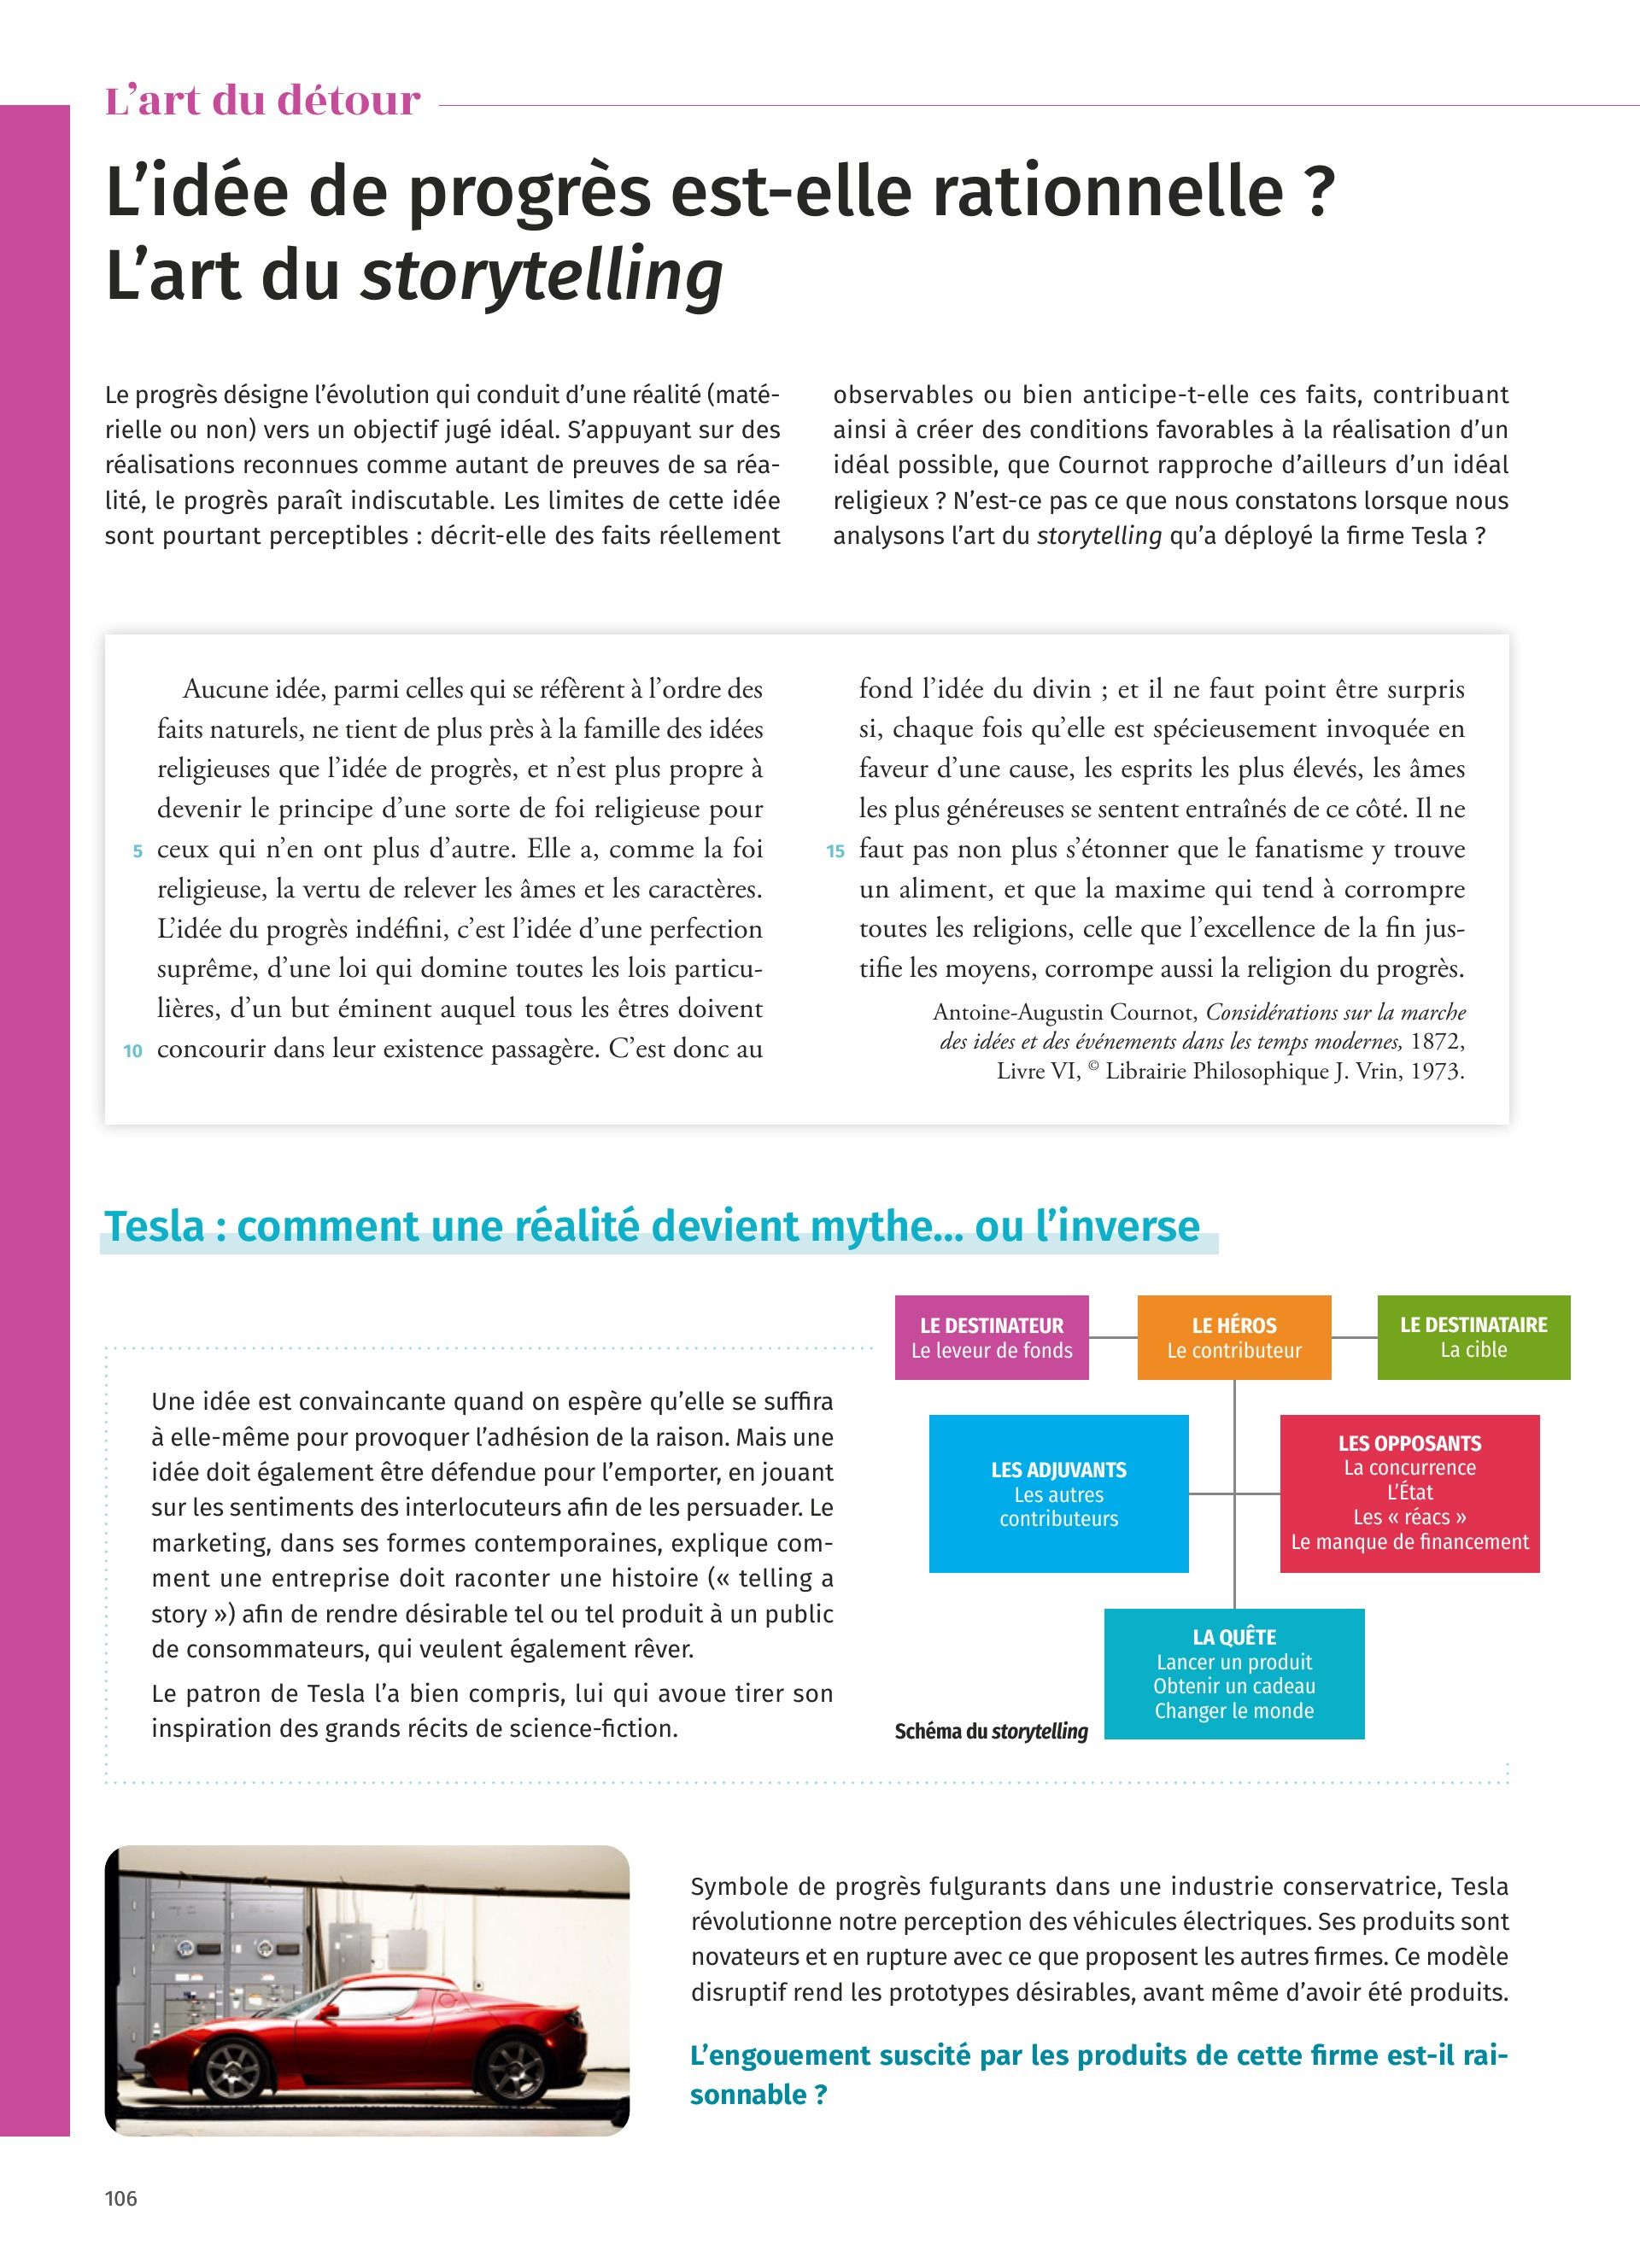 L'art du détour
L'idée de progrès est-elle rationnelle ?
L'art du storytelling
Le progrès désigne l'évolution qui conduit d'une réalité (maté-
rielle ou non) vers un objectif jugé idéal. S'appuyant sur des
réalisations reconnues comme autant de preuves de sa réa-
lité, le progrès paraît indiscutable. Les limites de cette idée
sont pourtant perceptibles : décrit-elle des faits réellement
observables ou bien anticipe-t-elle ces faits, contribuant
ainsi à créer des conditions favorables à la réalisation d'un
idéal possible, que Cournot rapproche d'ailleurs d'un idéal
religieux ? N'est-ce pas ce que nous constatons lorsque nous
analysons l'art du storytelling qu'a déployé la firme Tesla ?
Aucune idée, parmi celles qui se réfèrent à l'ordre des
faits naturels, ne tient de plus près à la famille des idées
religieuses que l'idée de progrès, et n'est plus propre à
devenir le principe d'une sorte de foi religieuse pour
5 ceux qui n'en ont plus d'autre. Elle a, comme la foi
religieuse, la vertu de relever les âmes et les caractères.
L'idée du progrès indéfini, c'est l'idée d'une perfection
suprême, d'une loi qui domine toutes les lois particu-
lières, d'un but éminent auquel tous les êtres doivent
10 concourir dans leur existence passagère. C'est donc au
fond l'idée du divin ; et il ne faut point être surpris
si, chaque fois qu'elle est spécieusement invoquée en
faveur d'une cause, les esprits les plus élevés, les âmes
les plus généreuses se sentent entraînés de ce côté. Il ne
15 faut pas non plus s'étonner que le fanatisme y trouve
un aliment, et que la maxime qui tend à corrompre
toutes les religions, celle que l'excellence de la fin jus-
tifie les moyens, corrompe aussi la religion du progrès.
Antoine-Augustin Cournot, Considérations sur la marche
des idées et des événements dans les temps modernes, 1872,
Livre VI, © Librairie Philosophique J. Vrin, 1973.
Tesla : comment une réalité devient mythe... ou l'inverse
Une idée est convaincante quand on espère qu'elle se suffira
à elle-même pour provoquer l'adhésion de la raison. Mais une
idée doit également être défendue pour l'emporter, en jouant
sur les sentiments des interlocuteurs afin de les persuader. Le
marketing, dans ses formes contemporaines, explique com-
ment une entreprise doit raconter une histoire (« telling a
story ») afin de rendre désirable tel ou tel produit à un public
de consommateurs, qui veulent également rêver.
Le patron de Tesla l'a bien compris, lui qui avoue tirer son
inspiration des grands récits de science-fiction.
LE DESTINATEUR
Le leveur de fonds
LE HÉROS
Le contributeur
LE DESTINATAIRE
La cible
LES ADJUVANTS
Les autres
contributeurs
LES OPPOSANTS
La concurrence
L'État
Les « réacs »
Le manque de financement
LA QUÊTE
Lancer un produit
Obtenir un cadeau
Changer le monde
Schéma du storytelling
Symbole de progrès fulgurants dans une industrie conservatrice, Tesla
révolutionne notre perception des véhicules électriques. Ses produits sont
novateurs et en rupture avec ce que proposent les autres firmes. Ce modèle
disruptif rend les prototypes désirables, avant même d'avoir été produits.
L'engouement suscité par les produits de cette firme est-il rai-
sonnable ?
106